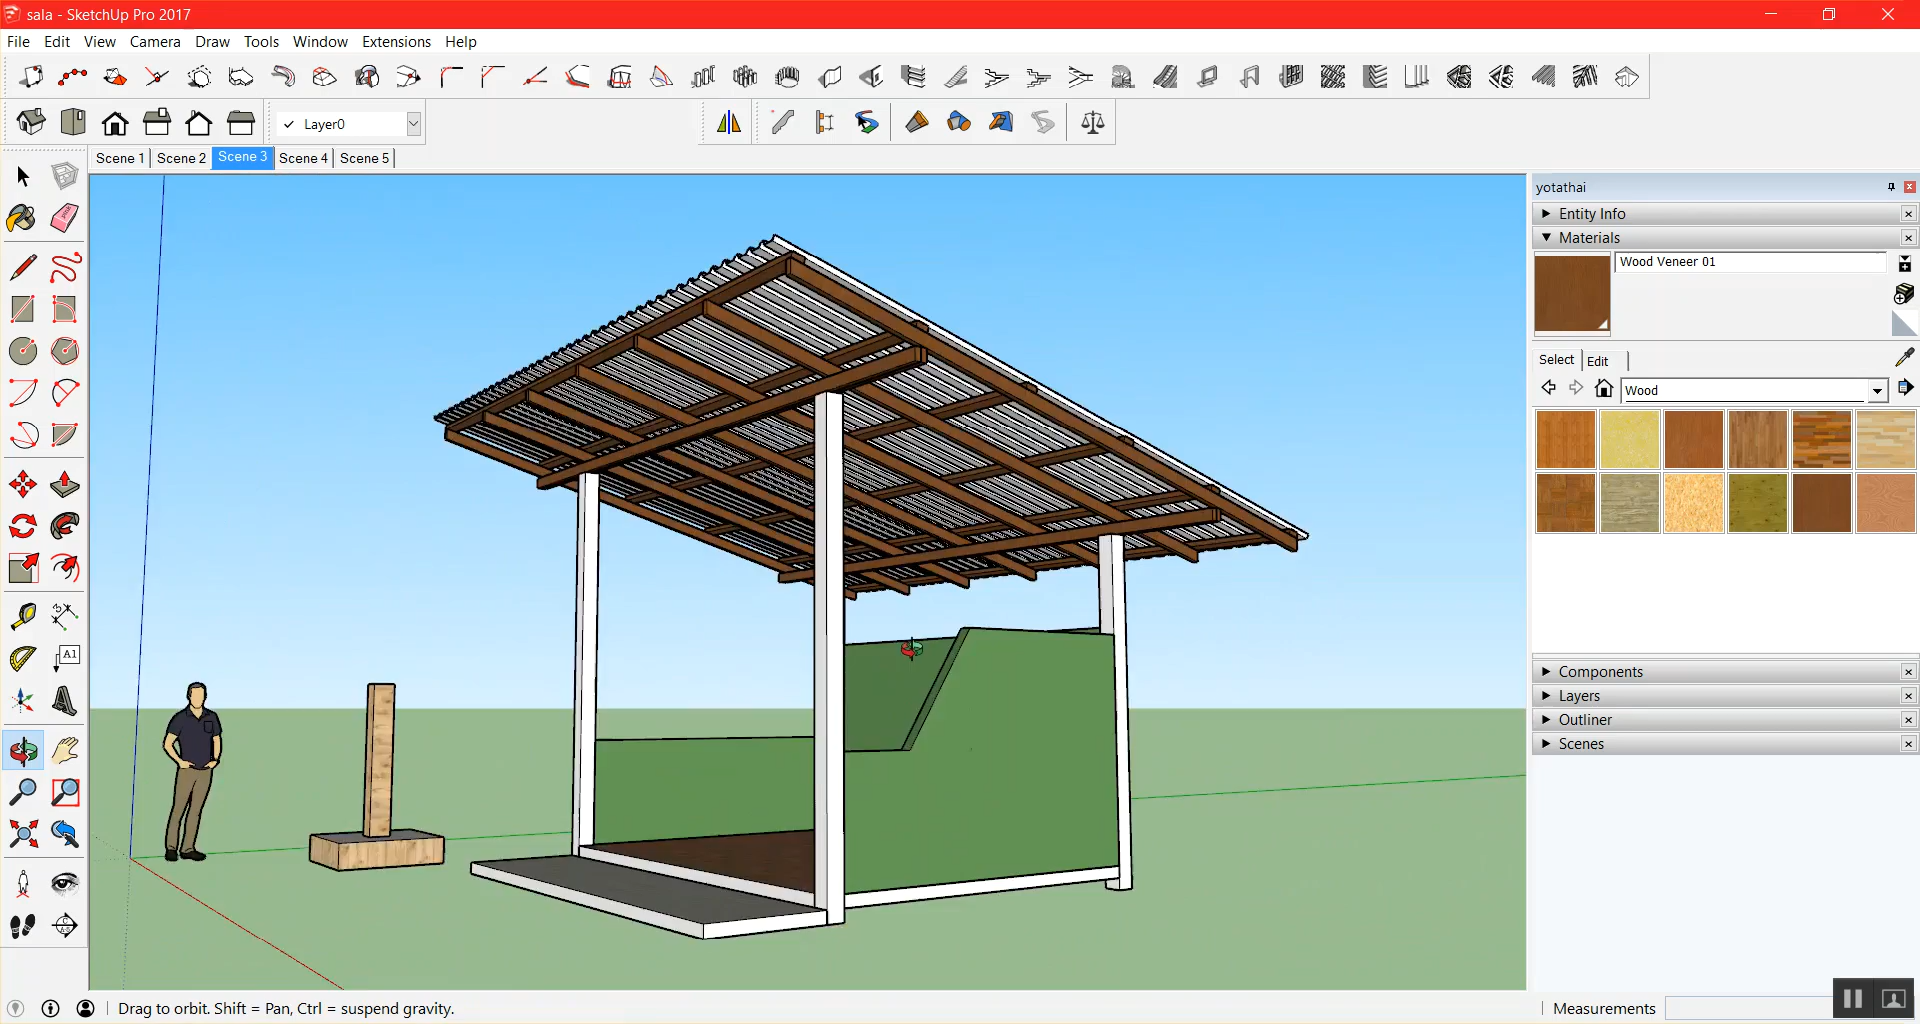 sala - SketchUp Pro 2017
File Edit View Camera Draw Tools Window Extensions Help
Layer0
Scene 1 Scene 2 Scene 3 Scene 4 Scene 5
yotathai
Entity Info
Materials
Wood Veneer 01
Select Edit
Wood
A1
Components
Layers
Outliner
Scenes
Drag to orbit. Shift = Pan, Ctrl = suspend gravity.
Measurements